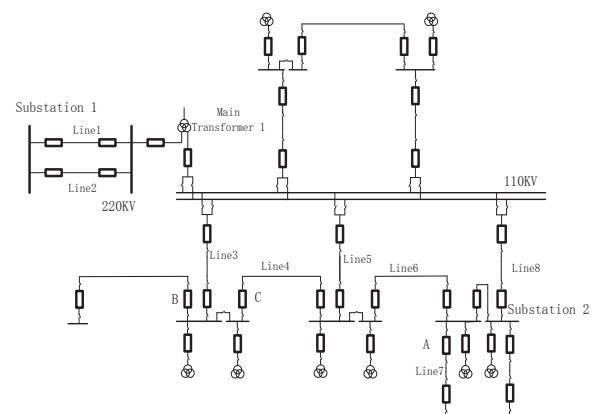 Substation 1
Main
Transformer 1
Line1
Line2
220KV
110KV
Line3
Line5
Line4
Line6
Line8
B
C
Substation 2
A
Line7